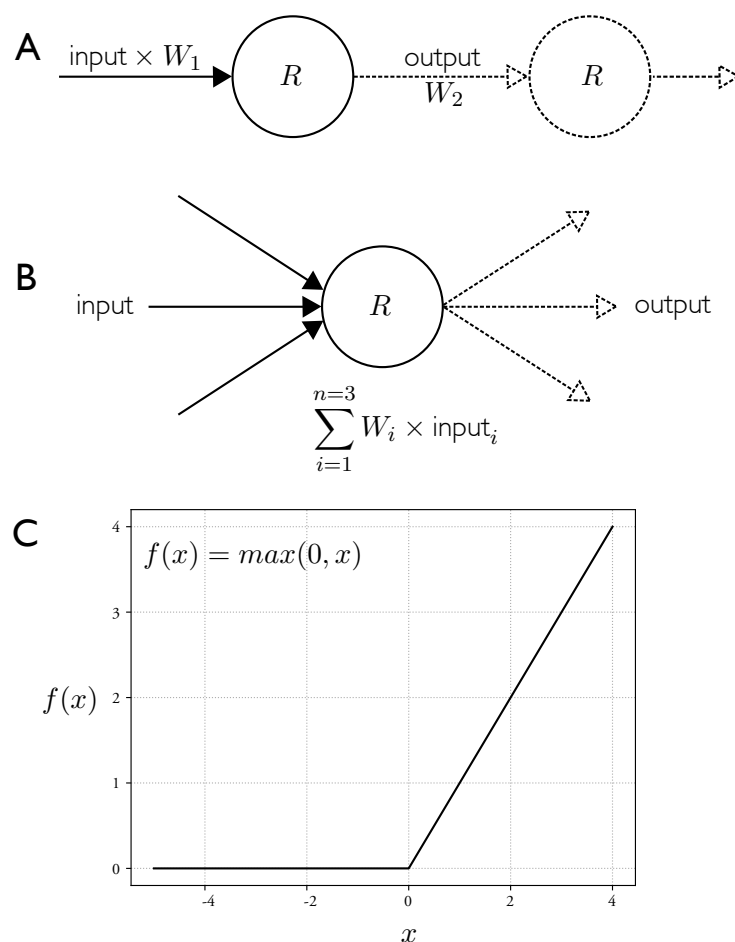 A
input × W₁
R
output
W₂
R
B
input
R
output
n=3
∑ Wᵢ × inputᵢ
i=1
C
f(x) = max(0, x)
f(x)
4
3
2
1
0
-4 -2 0 2 4
x